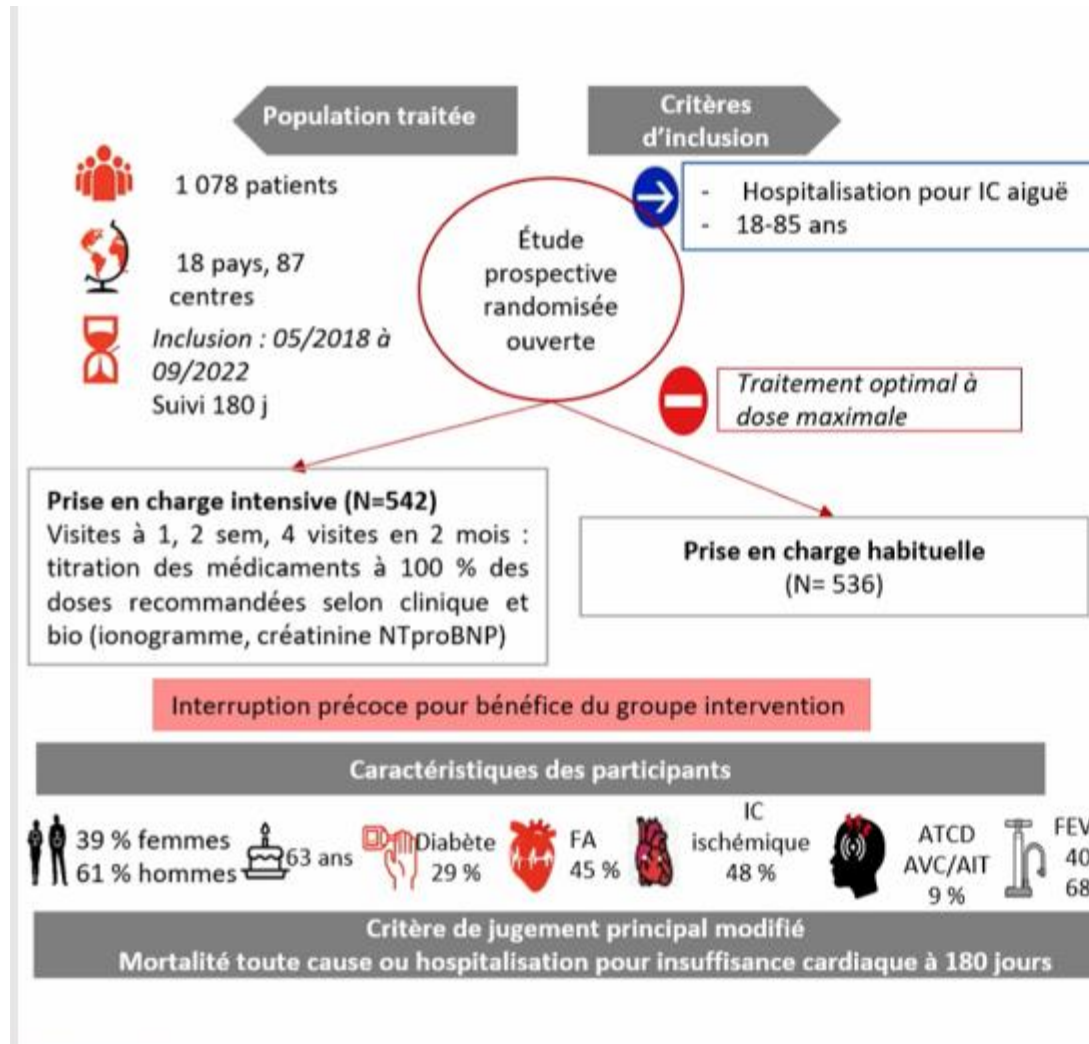 Population traitée
Critères
d'inclusion
1 078 patients
18 pays, 87
centres
Inclusion : 05/2018 à
09/2022
Suivi 180 j
Étude
prospective
randomisée
ouverte
- Hospitalisation pour IC aiguë
- 18-85 ans
Traitement optimal à
dose maximale
Prise en charge intensive (N=542)
Visites à 1, 2 sem, 4 visites en 2 mois :
titration des médicaments à 100 % des
doses recommandées selon clinique et
bio (ionogramme, créatinine NTproBNP)
Prise en charge habituelle
(N= 536)
Interruption précoce pour bénéfice du groupe intervention
Caractéristiques des participants
39 % femmes
61 % hommes
63 ans
Diabète
29 %
FA
45 %
IC
ischémique
48 %
ATCD
AVC/AIT
9 %
FEV
40
68
Critère de jugement principal modifié
Mortalité toute cause ou hospitalisation pour insuffisance cardiaque à 180 jours